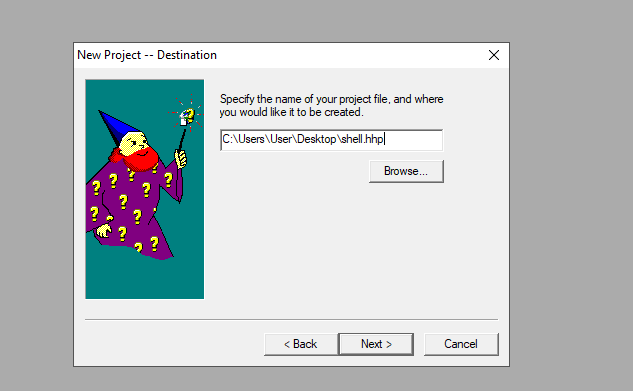 New Project -- Destination
Specify the name of your project file, and where
you would like it to be created.
C:\Users\User\Desktop\shell.hhp
Browse...
< Back
Next >
Cancel